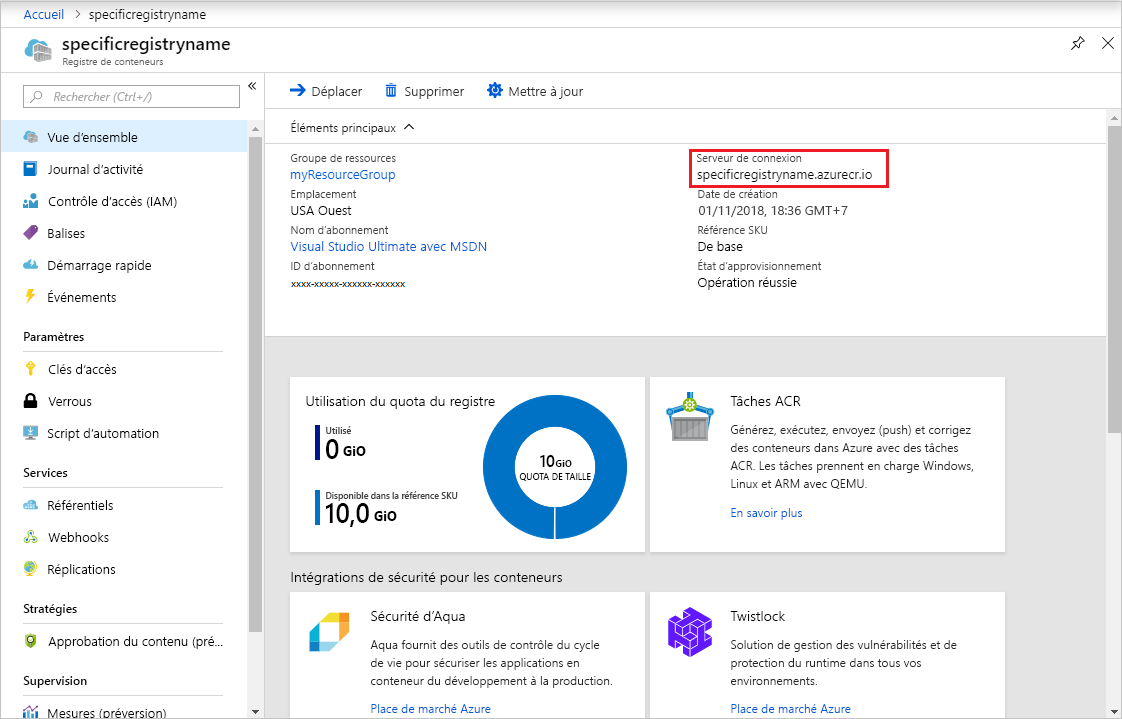 Accueil > specificregistryname
specificregistryname
Registre de conteneurs
Rechercher (Ctrl+/)
«
Vue d’ensemble
Journal d’activité
Contrôle d’accès (IAM)
Balises
Démarrage rapide
Événements
Paramètres
Clés d’accès
Verrous
Script d’automation
Services
Référentiels
Webhooks
Réplications
Stratégies
Approbation du contenu (pré...
Supervision
Mesures (préversion)
Déplacer
Supprimer
Mettre à jour
Éléments principaux
Groupe de ressources
myResourceGroup
Emplacement
USA Ouest
Nom d’abonnement
Visual Studio Ultimate avec MSDN
ID d’abonnement
xxxx-xxxxx-xxxxxx-xxxxxx
Serveur de connexion
specificregistryname.azurecr.io
Date de création
01/11/2018, 18:36 GMT+7
Référence SKU
De base
État d’approvisionnement
Opération réussie
Utilisation du quota du registre
Utilisé
0 GiO
Disponible dans la référence SKU
10,0 GiO
10GiO
QUOTA DE TAILLE
Tâches ACR
Générez, exécutez, envoyez (push) et corrigez
des conteneurs dans Azure avec des tâches
ACR. Les tâches prennent en charge Windows,
Linux et ARM avec QEMU.
En savoir plus
Intégrations de sécurité pour les conteneurs
Sécurité d’Aqua
Aqua fournit des outils de contrôle du cycle
de vie pour sécuriser les applications en
conteneur du développement à la production.
Place de marché Azure
Twistlock
Solution de gestion des vulnérabilités et de
protection du runtime dans tous vos
environnements.
Place de marché Azure